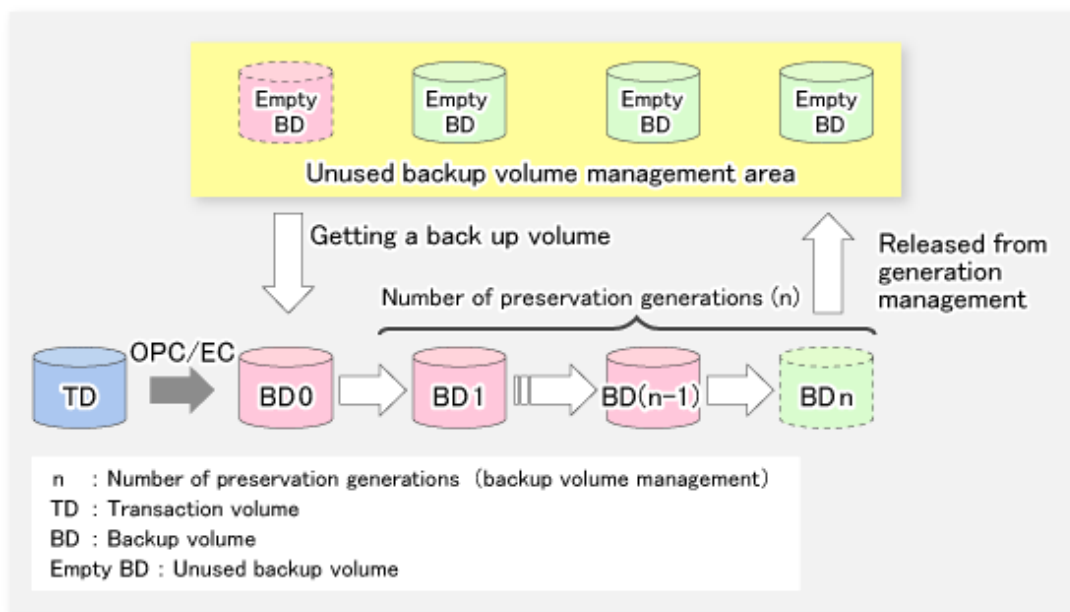 Empty
BD
Empty
BD
Empty
BD
Empty
BD
Unused backup volume management area
Getting a back up volume
Released from
generation
management
Number of preservation generations (n)
OPC/EC
TD
BD0
BD1
BD(n-1)
BDn
n : Number of preservation generations (backup volume management)
TD : Transaction volume
BD : Backup volume
Empty BD : Unused backup volume